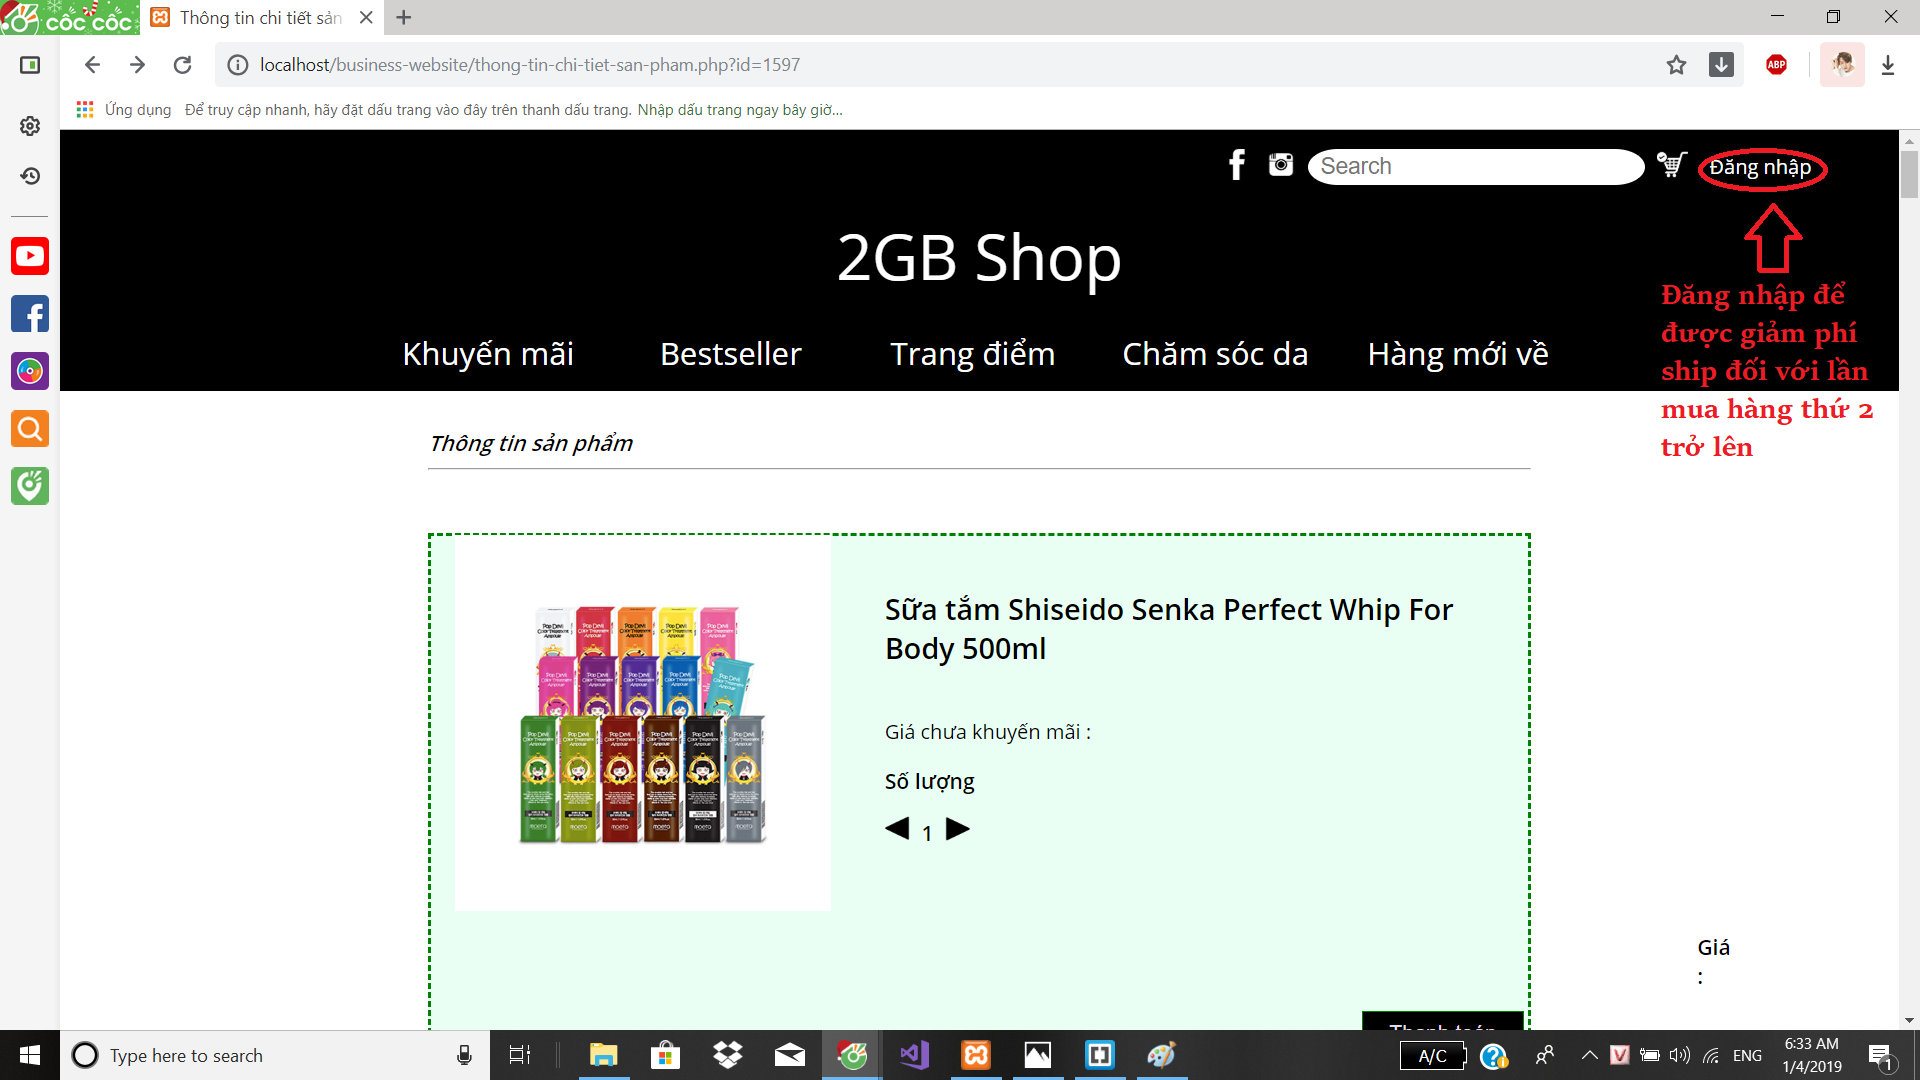 cốc cốc
Thông tin chi tiết sản
localhost/business-website/thong-tin-chi-tiet-san-pham.php?id=1597
ABP
Ứng dụng Để truy cập nhanh, hãy đặt dấu trang vào đây trên thanh dấu trang. Nhập dấu trang ngay bây giờ...
Search
Đăng nhập
2GB Shop
Đăng nhập để
được giảm phí
ship đối với lần
mua hàng thứ 2
trở lên
Khuyến mãi Bestseller Trang điểm Chăm sóc da Hàng mới về
Thông tin sản phẩm
Sữa tắm Shiseido Senka Perfect Whip For
Body 500ml
Giá chưa khuyến mãi :
Số lượng
1
Giá
:
Thanh toán
Type here to search
A/C
ENG
6:33 AM
1/4/2019
1